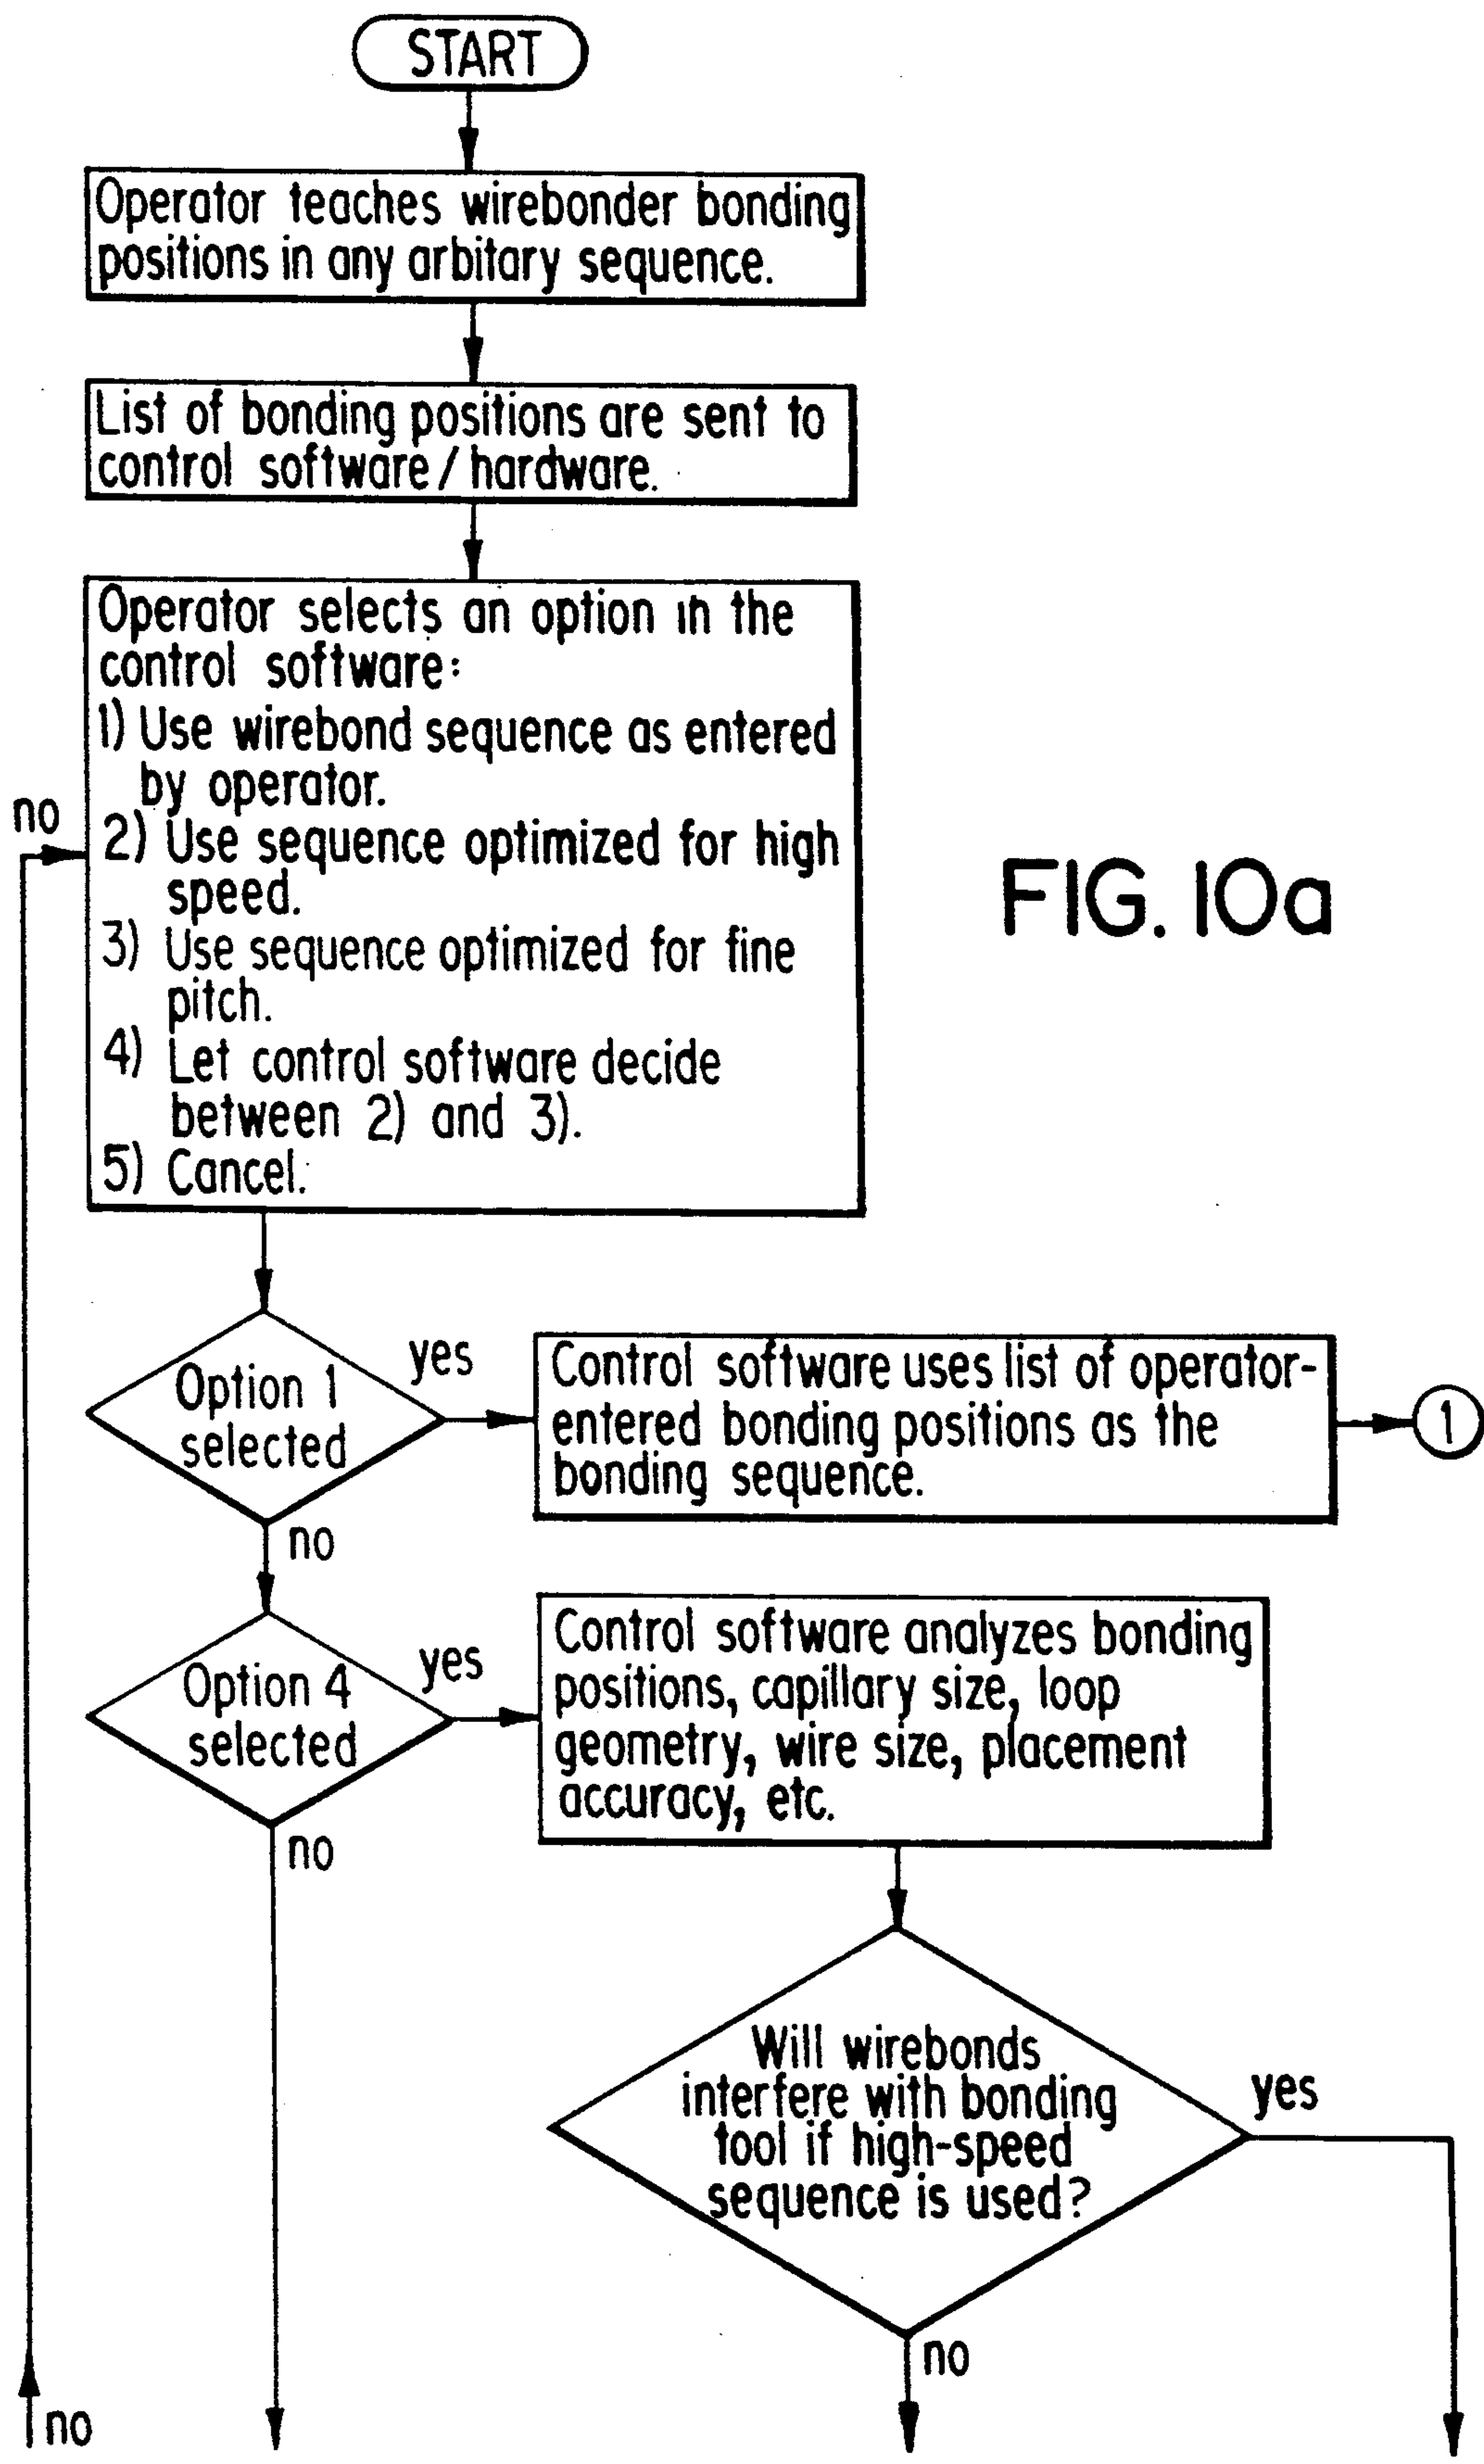 START
Operator teaches wirebonder bonding
positions in any arbitary sequence.
List of bonding positions are sent to
control software / hardware.
Operator selects an option in the
control software:
1) Use wirebond sequence as entered
by operator.
no
2) Use sequence optimized for high
speed.
3) Use sequence optimized for fine
pitch.
4) Let control software decide
between 2) and 3).
5) Cancel.
FIG. 10a
Option 1
selected
yes
Control software uses list of operator-
entered bonding positions as the
bonding sequence.
1
no
Option 4
selected
yes
Control software analyzes bonding
positions, capillary size, loop
geometry, wire size, placement
accuracy, etc.
no
Will wirebonds
interfere with bonding
tool if high-speed
sequence is used?
yes
no
no